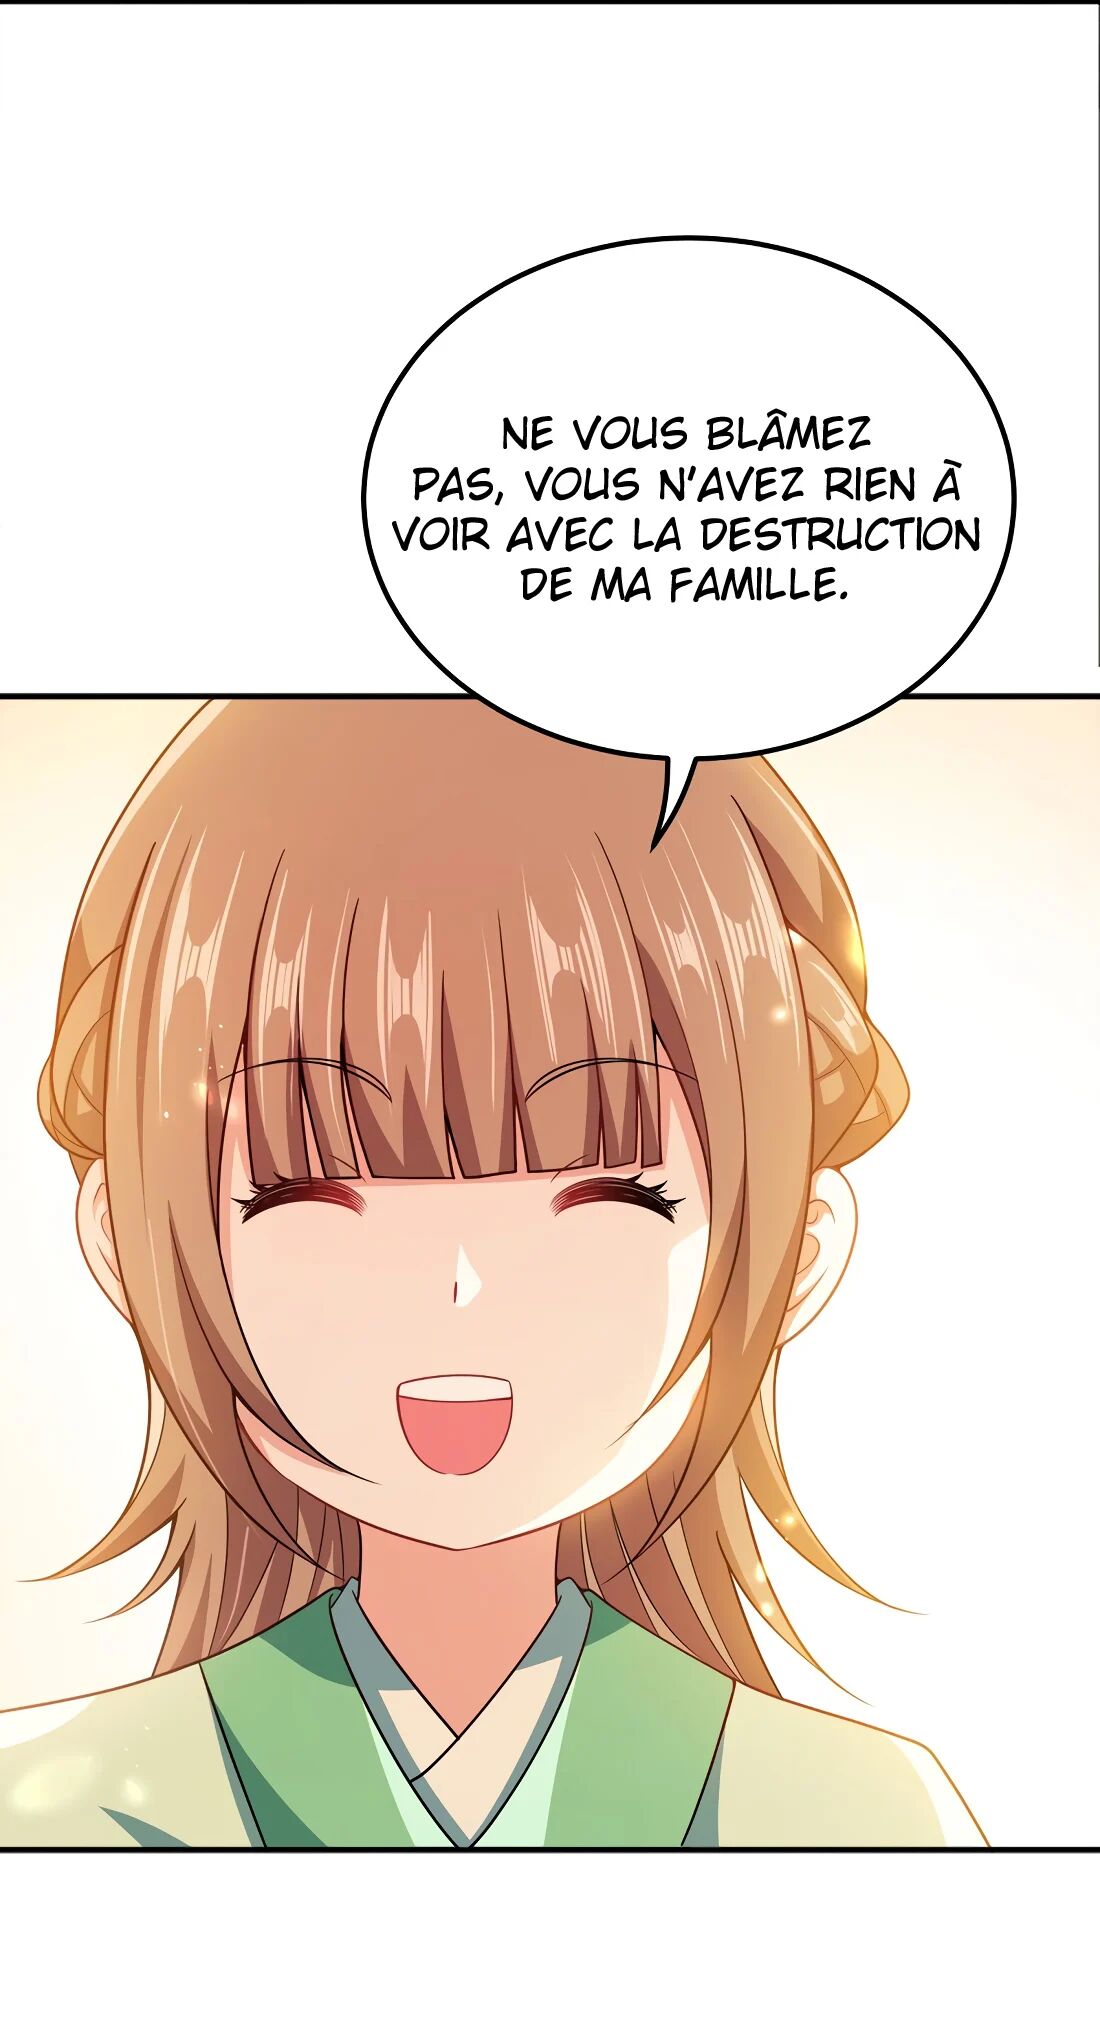 NE VOUS BLÂMEZ
PAS, VOUS N'AVEZ RIEN À
VOIR AVEC LA DESTRUCTION
DE MA FAMILLE.